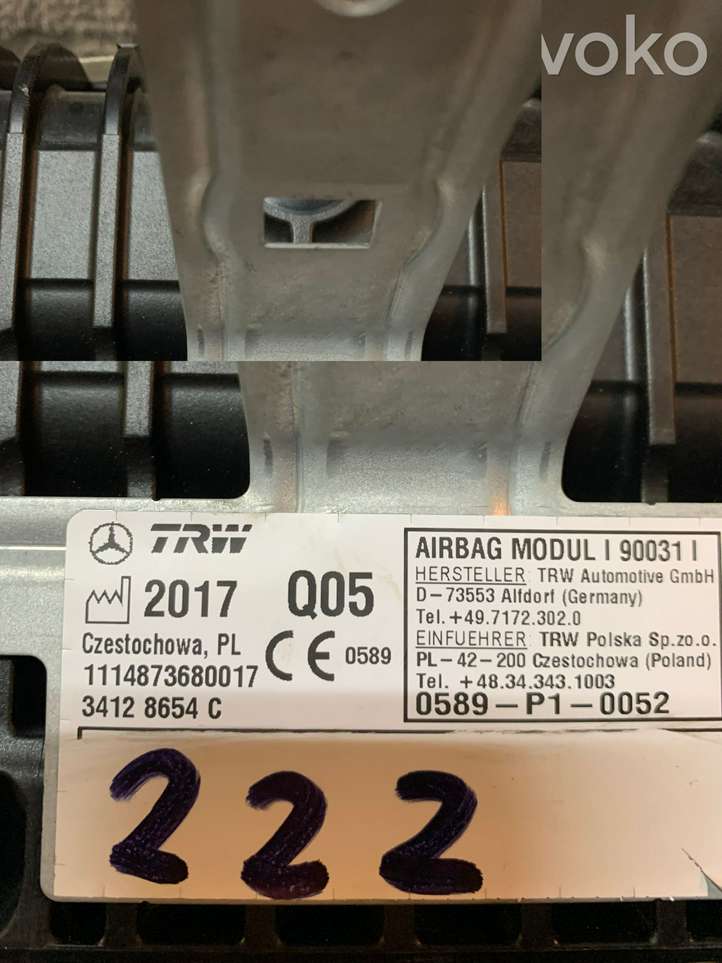 voko
TRW
2017 Q05
Czestochowa, PL
CE 0589
1114873680017
3412 8654 C
AIRBAG MODUL I 90031 I
HERSTELLER: TRW Automotive GmbH
D-73553 Alfdorf (Germany)
Tel.+49.7172.302.0
EINFUEHRER: TRW Polska Sp.zo.o.
PL-42-200 Czestochowa (Poland)
Tel. +48.34.343.1003
0589-P1-0052
222